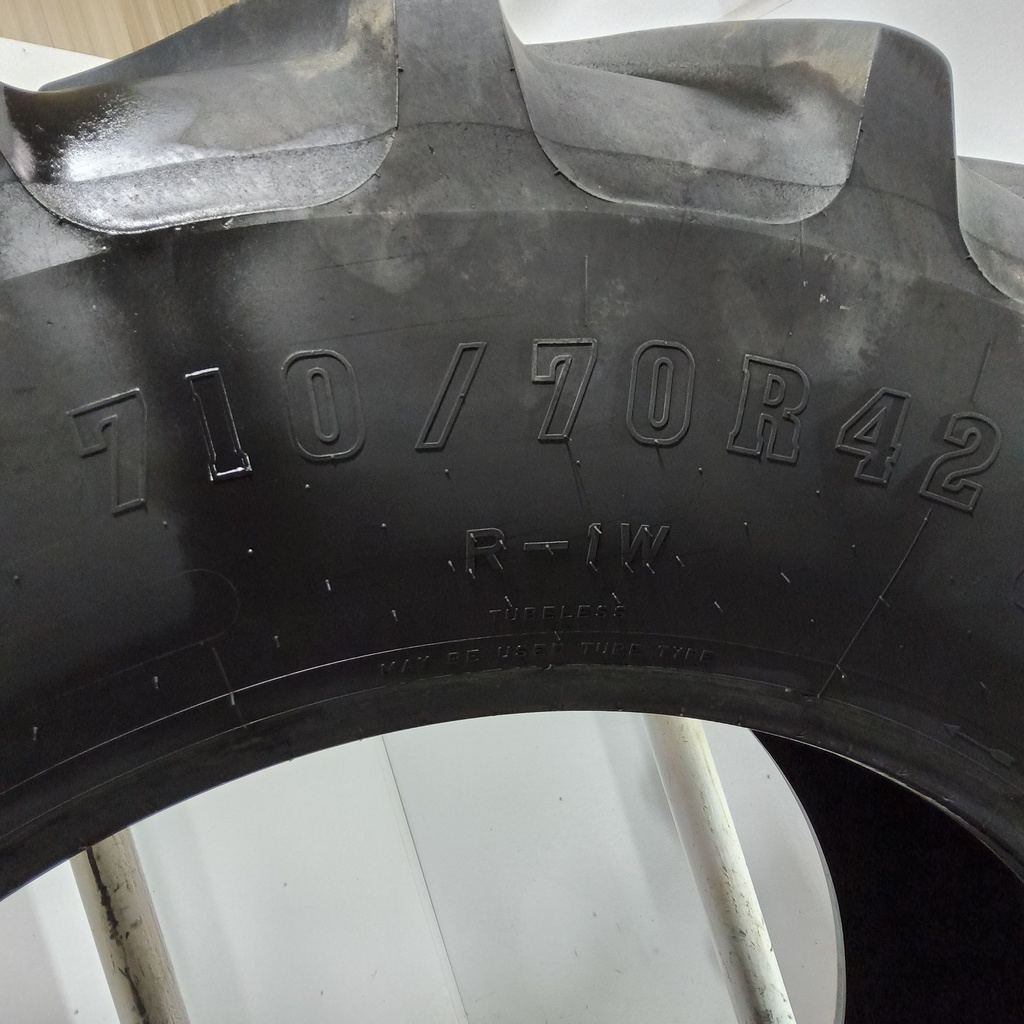 710/70R42
R-1W
TUBELESS
MAY BE USED TUBE TYPE